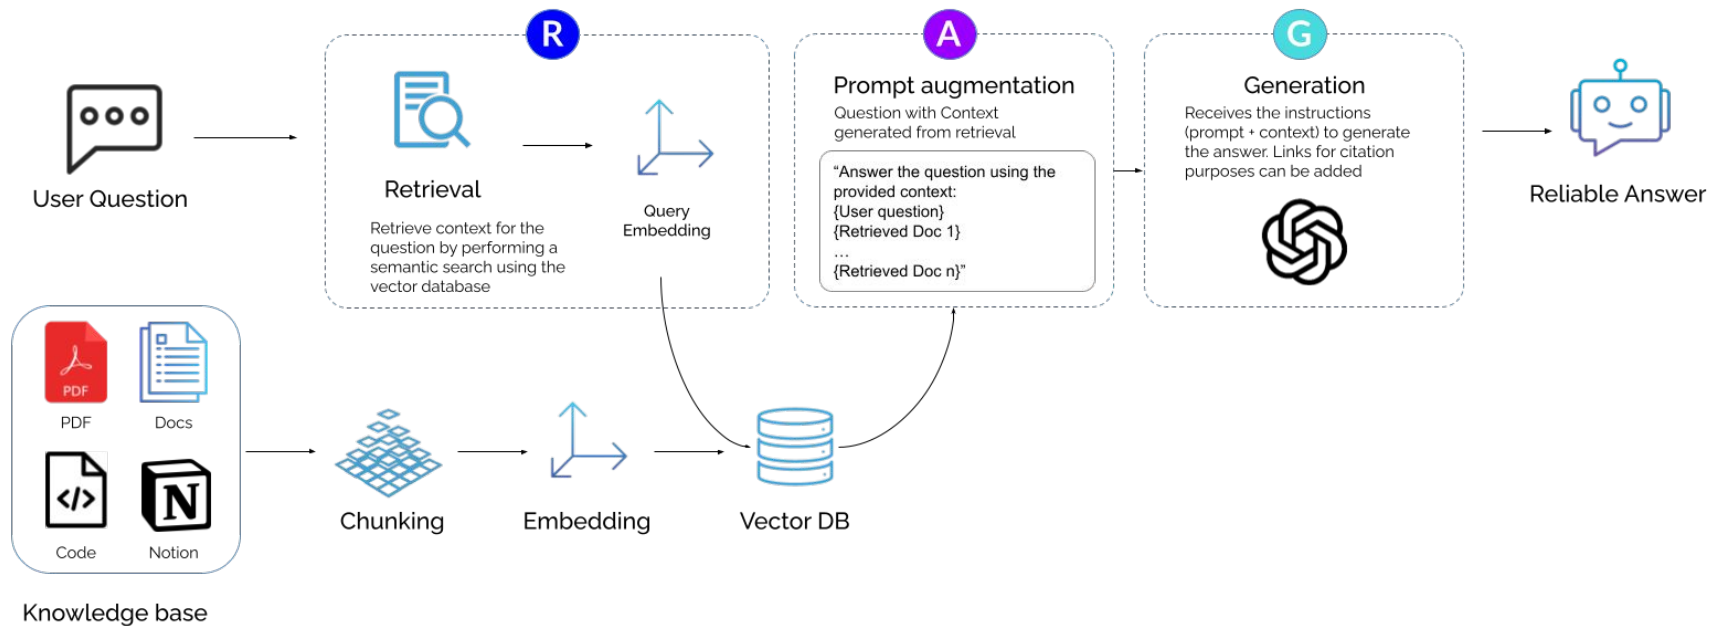 R
A
G
User Question
Retrieval
Retrieve context for the
question by performing a
semantic search using the
vector database
Query
Embedding
Prompt augmentation
Question with Context
generated from retrieval
“Answer the question using the
provided context:
{User question}
{Retrieved Doc 1}
...
{Retrieved Doc n}”
Generation
Receives the instructions
(prompt + context) to generate
the answer. Links for citation
purposes can be added
Reliable Answer
PDF
PDF
Docs
</>
Code
N
Notion
Knowledge base
Chunking
Embedding
Vector DB